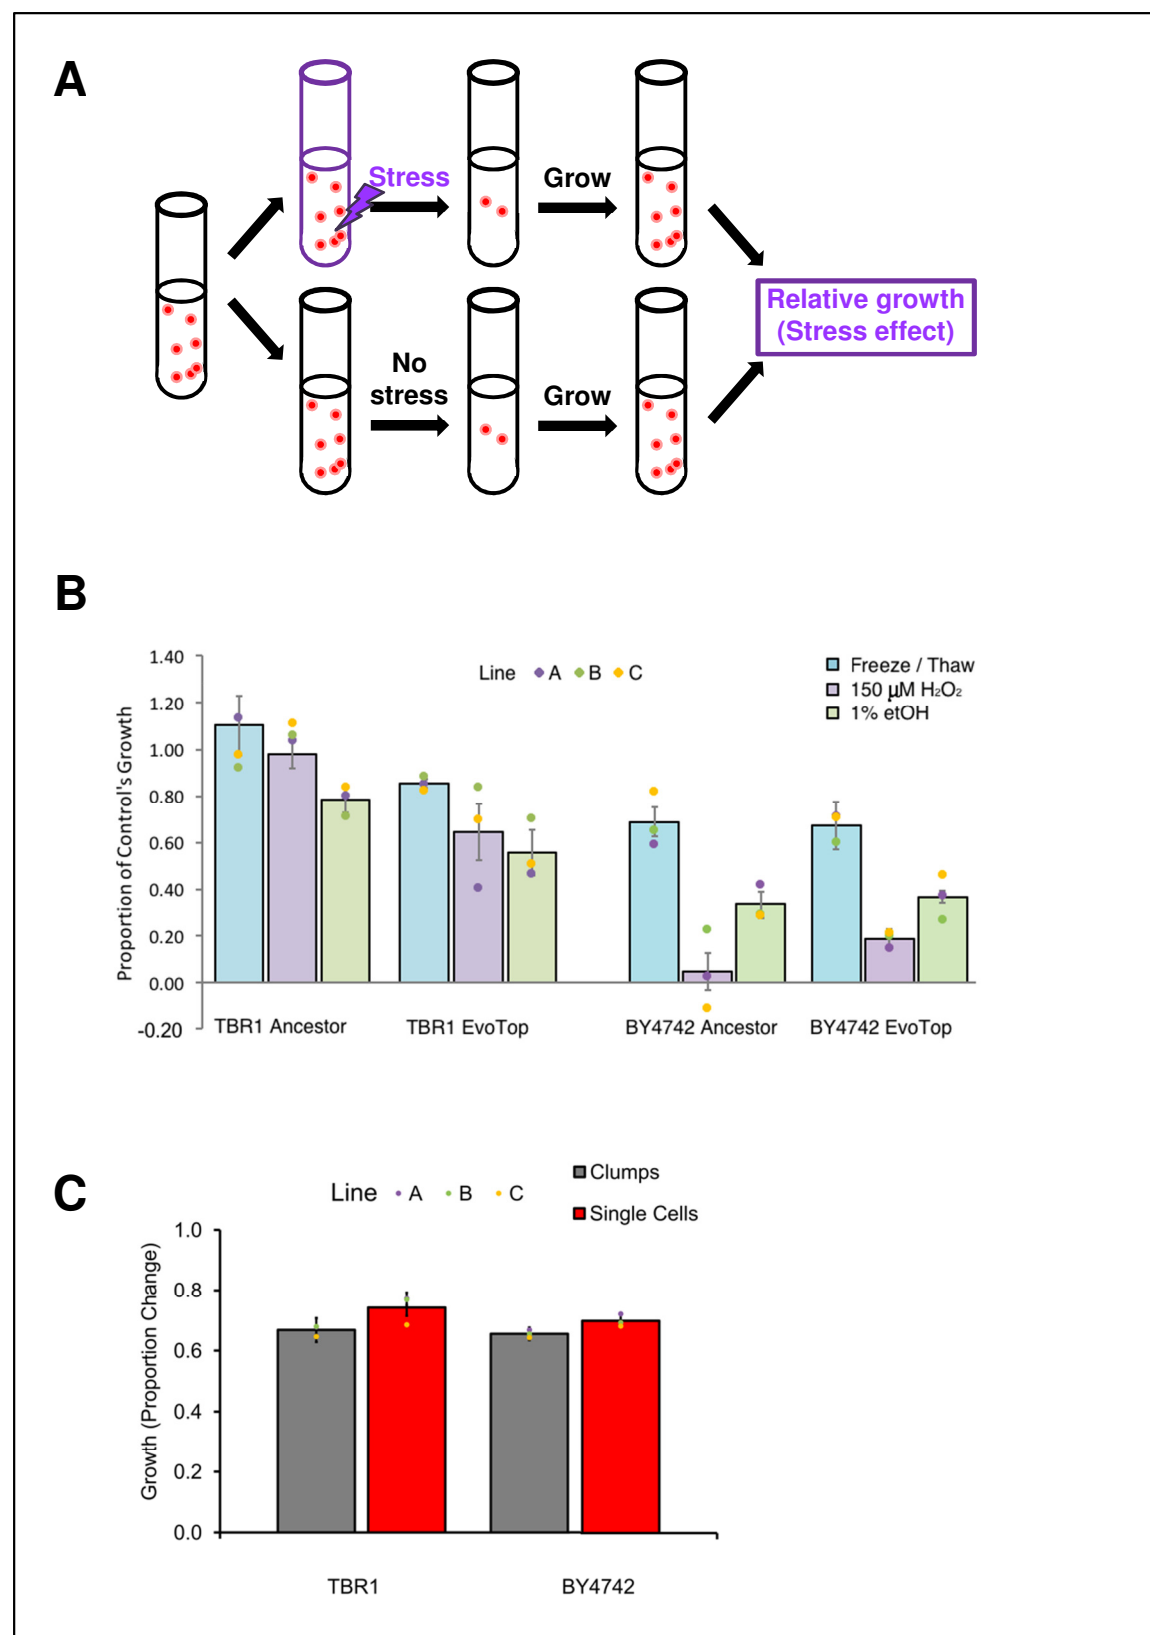 A
Stress
Grow
No
stress
Grow
Relative growth
(Stress effect)
B
Line A B C
Freeze / Thaw
150 μM H₂O₂
1% etOH
Proportion of Control's Growth
1.40
1.20
1.00
0.80
0.60
0.40
0.20
0.00
-0.20
TBR1 Ancestor
TBR1 EvoTop
BY4742 Ancestor
BY4742 EvoTop
C
Line A B C
Clumps
Single Cells
Growth (Proportion Change)
1.0
0.8
0.6
0.4
0.2
0.0
TBR1
BY4742